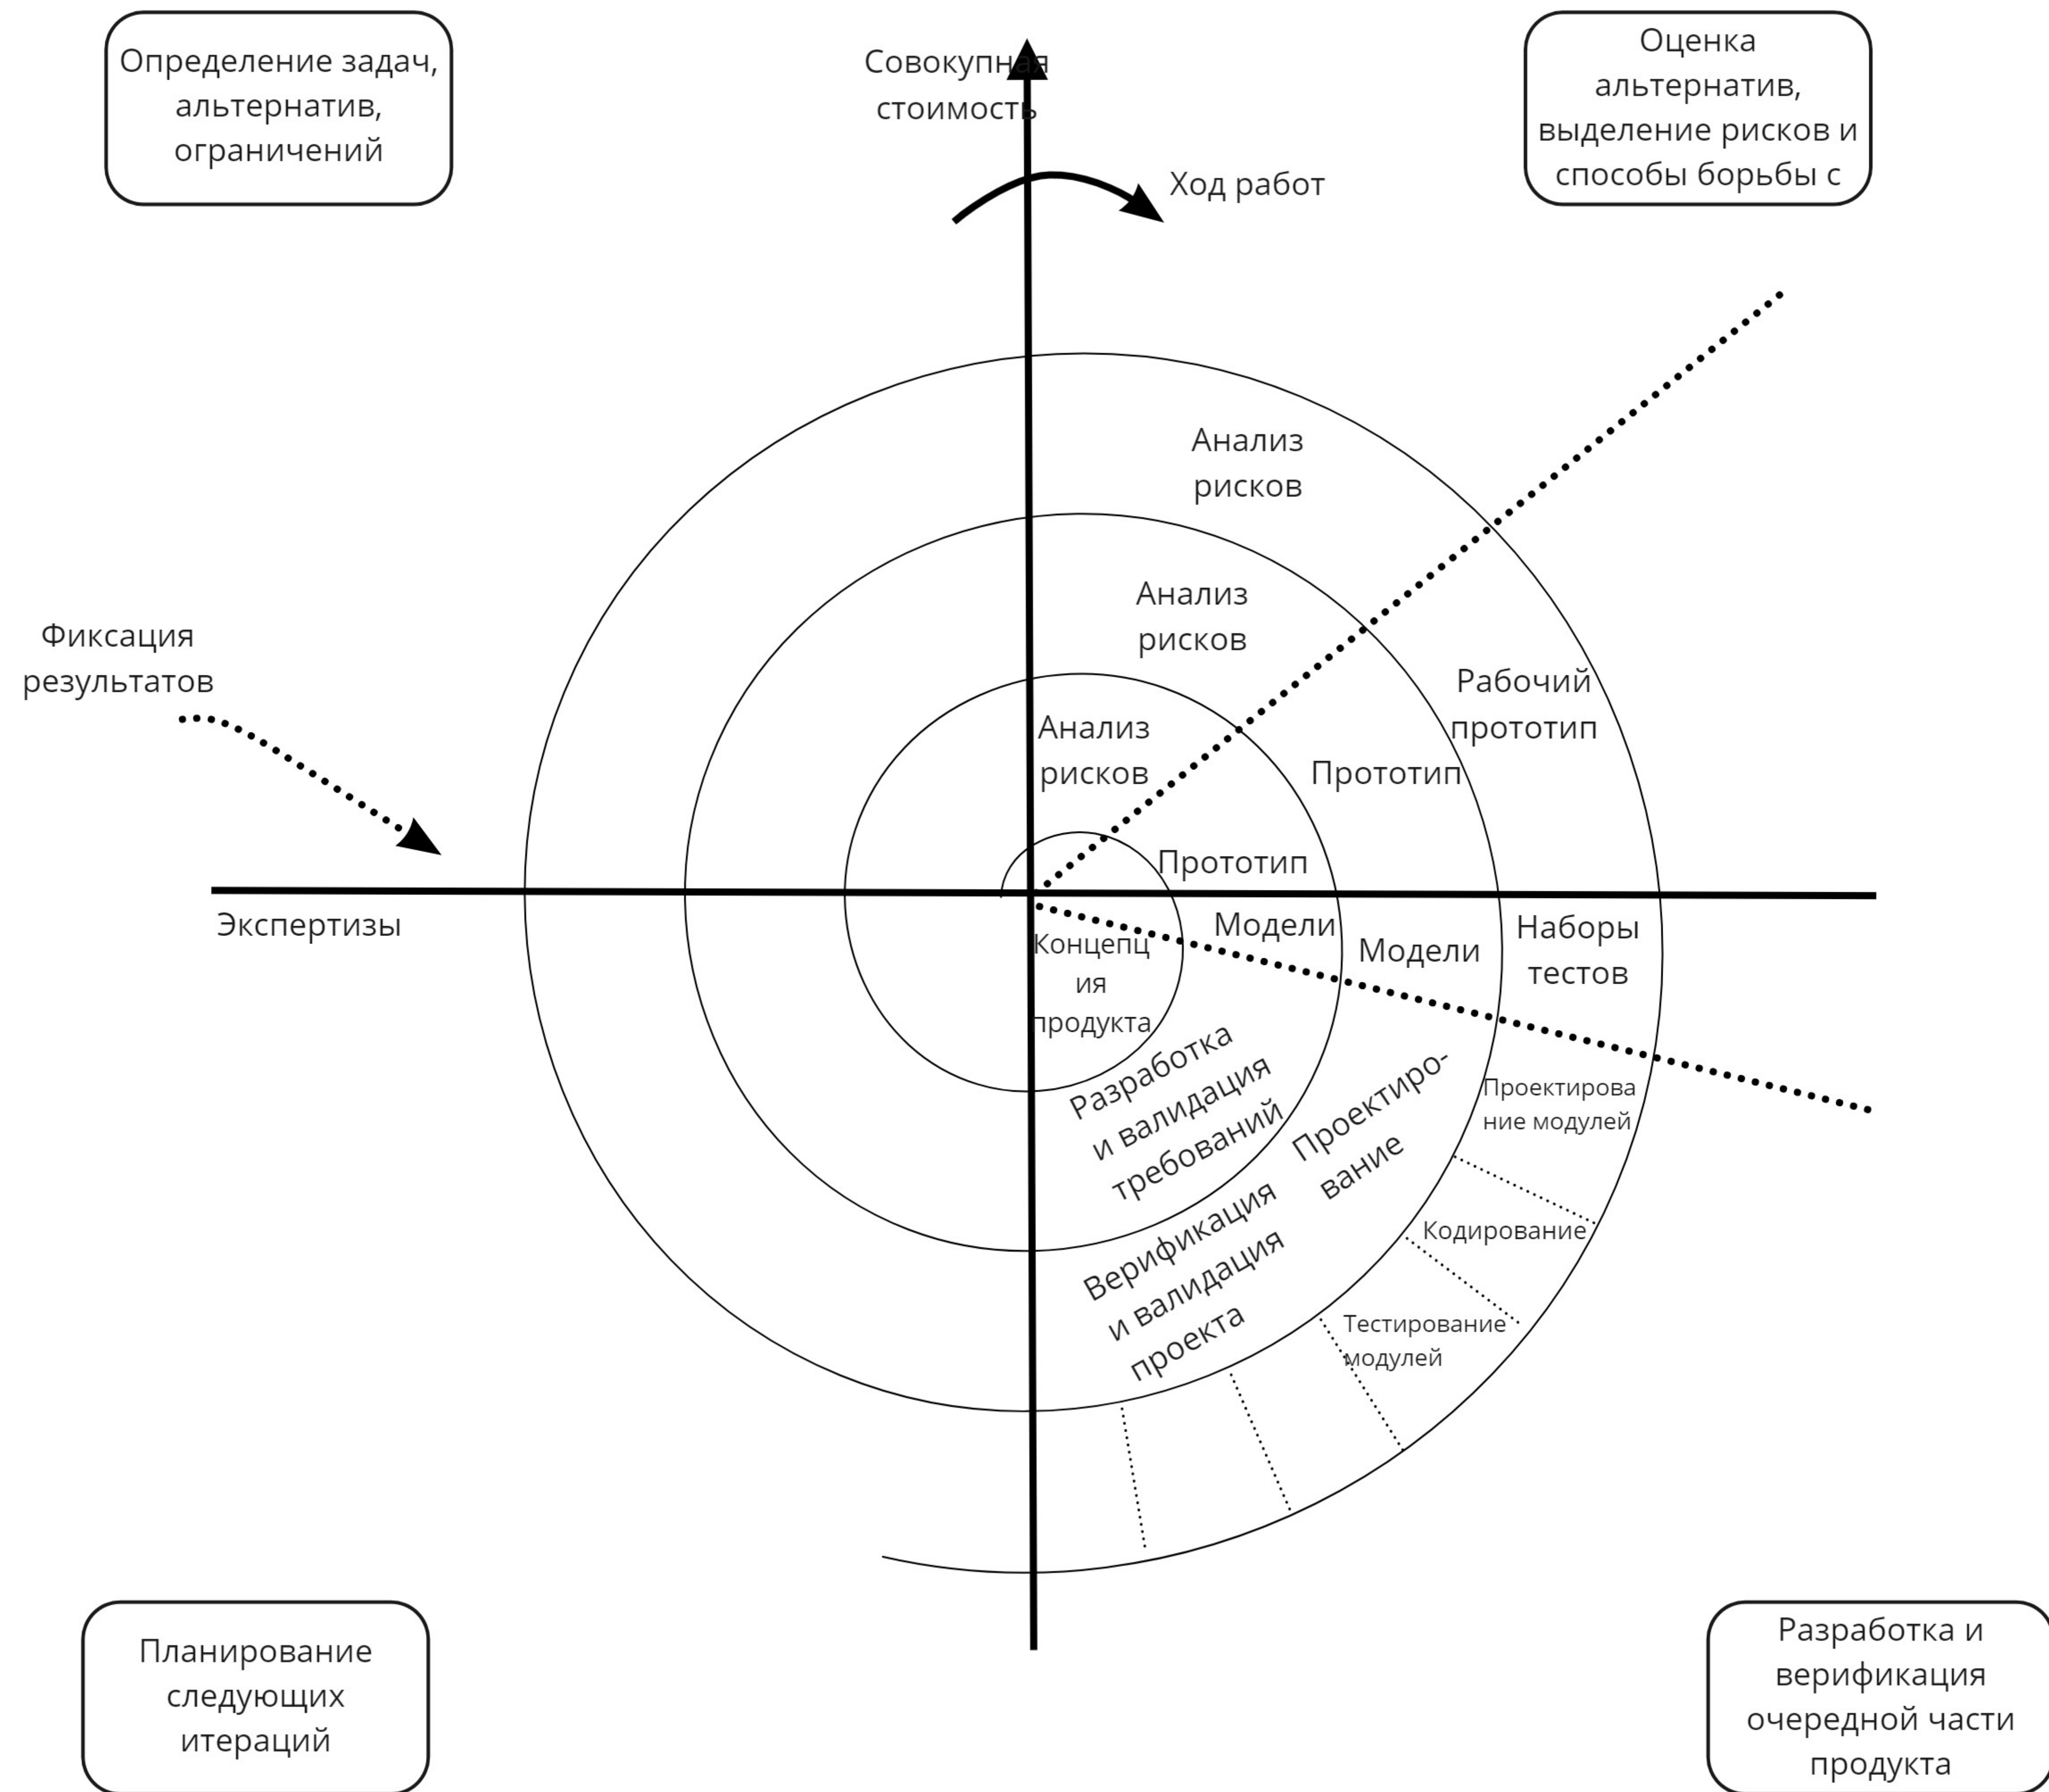 Определение задач,
альтернатив,
ограничений
Совокупная
стоимость
Ход работ
Оценка
альтернатив,
выделение рисков и
способы борьбы с
Анализ
рисков
Анализ
рисков
Анализ
рисков
Фиксация
результатов
Рабочий
прототип
Прототип
Прототип
Экспертизы
Концепц
ия
продукта
Модели
Модели
Наборы
тестов
Разработка
и валидация
требований
Проектиро-
вание
Верификация
и валидация
проекта
Проектирова
ние модулей
Кодирование
Тестирование
модулей
Планирование
следующих
итераций
Разработка и
верификация
очередной части
продукта